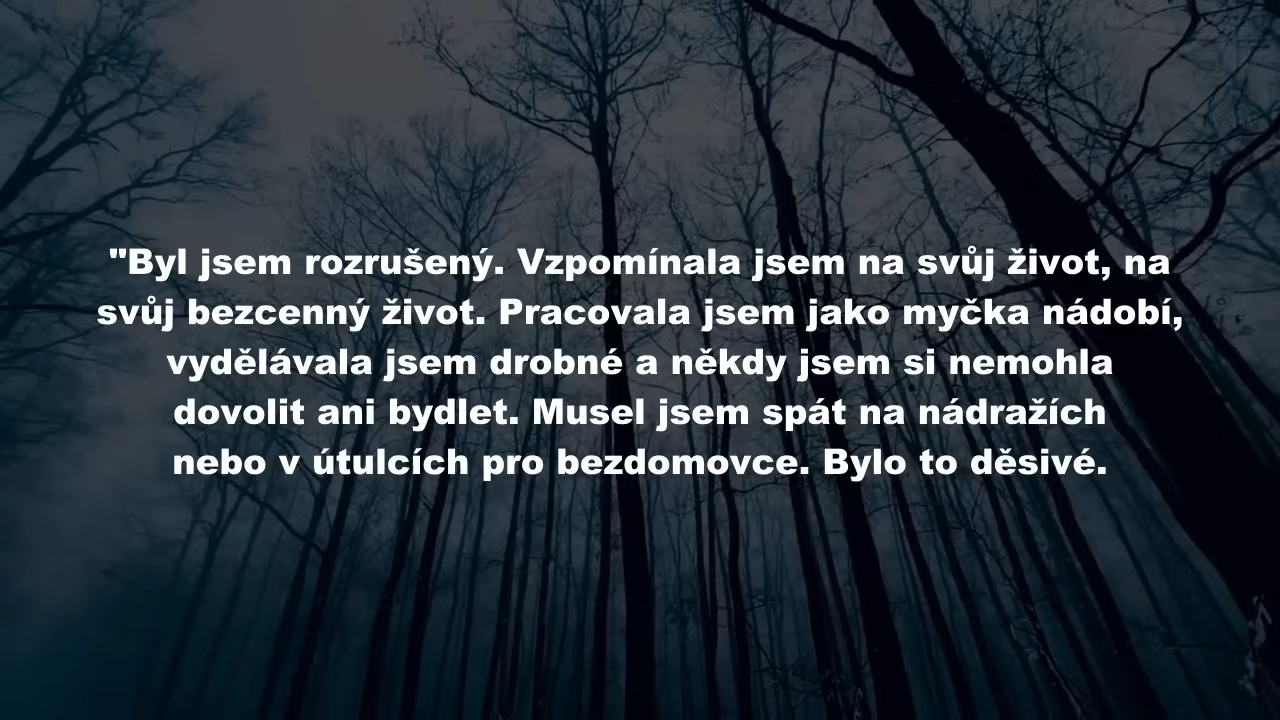 "Byl jsem rozrušený. Vzpomínala jsem na svůj život, na
svůj bezcenný život. Pracovala jsem jako myčka nádobí,
vydělávala jsem drobné a někdy jsem si nemohla
dovolit ani bydlet. Musel jsem spát na nádražích
nebo v útulcích pro bezdomovce. Bylo to děsivé.